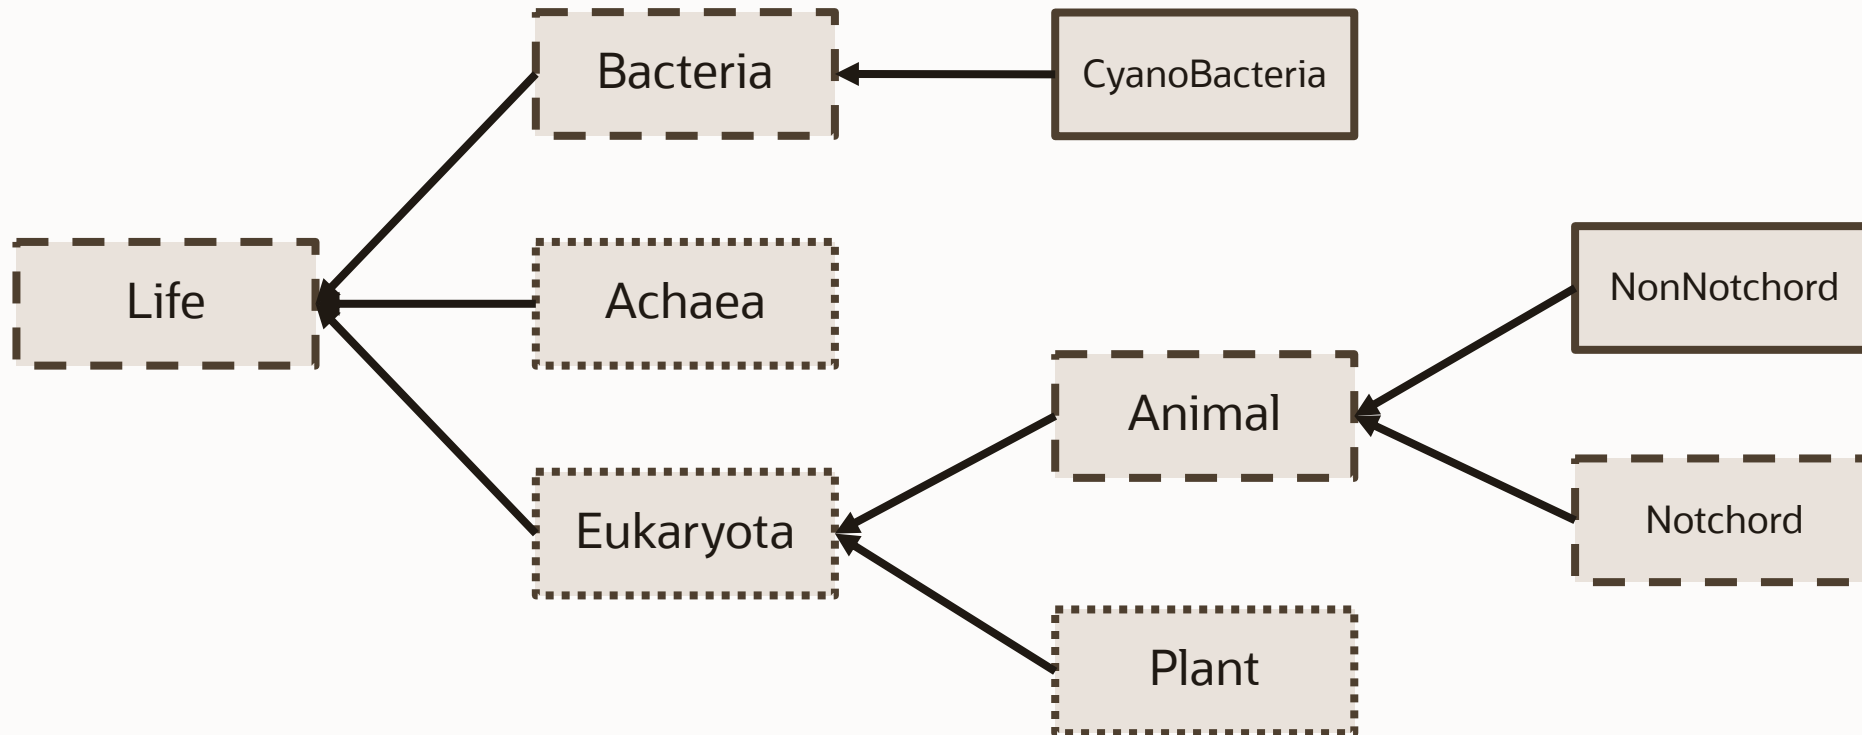 Bacteria
CyanoBacteria
Life
Achaea
NonNotchord
Animal
Eukaryota
Notchord
Plant